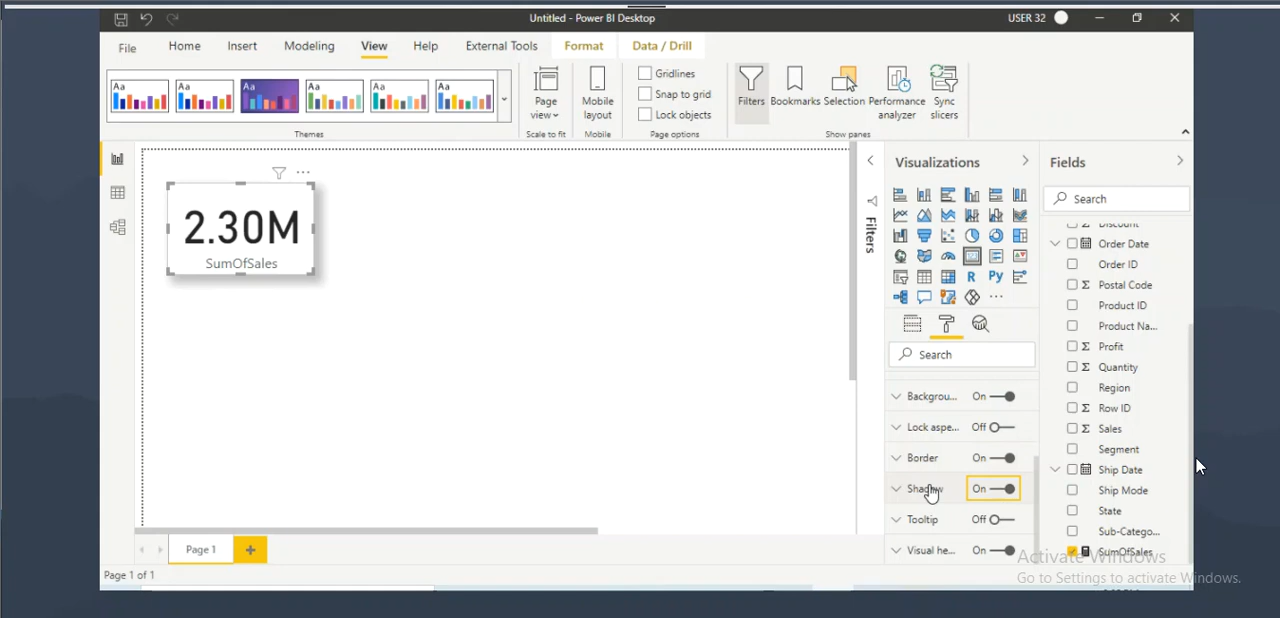 Untitled - Power BI Desktop
USER 32
File
Home
Insert
Modeling
View
Help
External Tools
Format
Data / Drill
Aa
Aa
Aa
Aa
Aa
Aa
Themes
Page
view
Scale to fit
Mobile
layout
Mobile
Gridlines
Snap to grid
Lock objects
Page options
Filters
Bookmarks
Selection
Performance
analyzer
Sync
slicers
Show panes
2.30M
SumOfSales
Filters
Visualizations
R
Py
Search
Backgrou...
On
Lock aspe...
Off
Border
On
Shadow
On
Tooltip
Off
Visual he...
On
Fields
Search
Σ Discount
Order Date
Order ID
Σ Postal Code
Product ID
Product Na...
Σ Profit
Σ Quantity
Region
Σ Row ID
Σ Sales
Segment
Ship Date
Ship Mode
State
Sub-Catego...
SumOfSales
Page 1
+
Page 1 of 1
Activate Windows
Go to Settings to activate Windows.